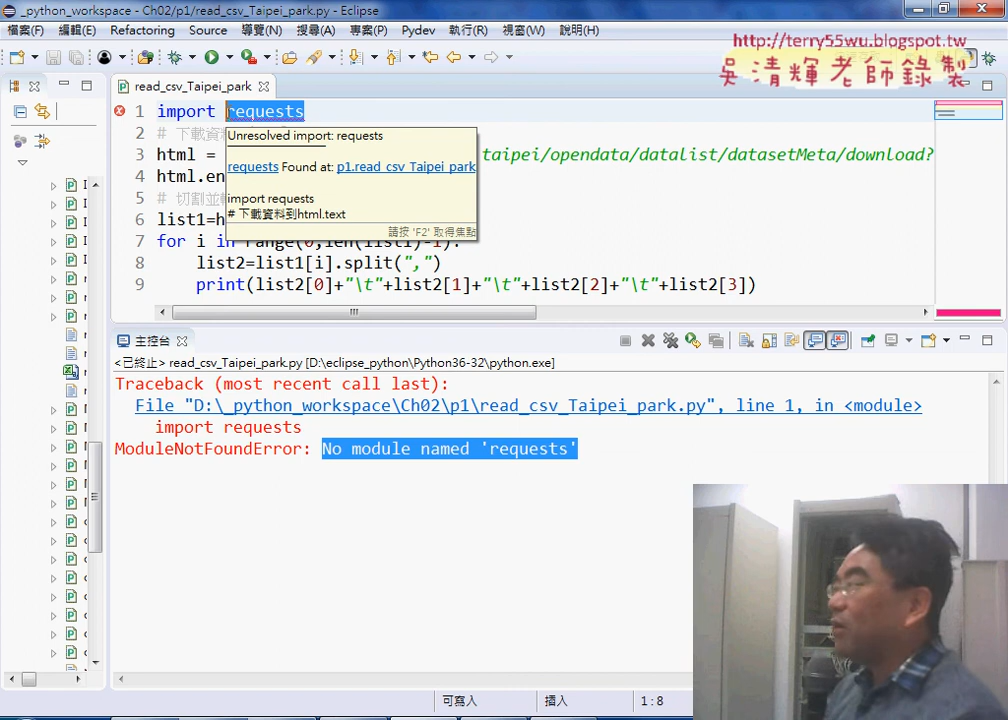 _python_workspace - Ch02/p1/read_csv_Taipei_park.py - Eclipse
檔案(F) 編輯(E) Refactoring Source 導覽(N) 搜尋(A) 專案(P) Pydev 執行(R) 視窗(W) 說明(H)
http://terry55wu.blogspot.tw
吳清輝老師錄製
read_csv_Taipei_park
1 import requests
2 # 下載資
Unresolved import: requests
3 html = taipei/opendata/datalist/datasetMeta/download?
requests Found at: p1.read_csv_Taipei_park
4 html.en
5 # 切割並
import requests
# 下載資料到html.text
6 list1=h
請按 'F2' 取得焦點
7 for i in range(0,len(list1)-1):
8 list2=list1[i].split(",")
9 print(list2[0]+"\t"+list2[1]+"\t"+list2[2]+"\t"+list2[3])
主控台
<已終止> read_csv_Taipei_park.py [D:\eclipse_python\Python36-32\python.exe]
Traceback (most recent call last):
File "D:\_python_workspace\Ch02\p1\read_csv_Taipei_park.py", line 1, in <module>
import requests
ModuleNotFoundError: No module named 'requests'
可寫入 插入 1:8